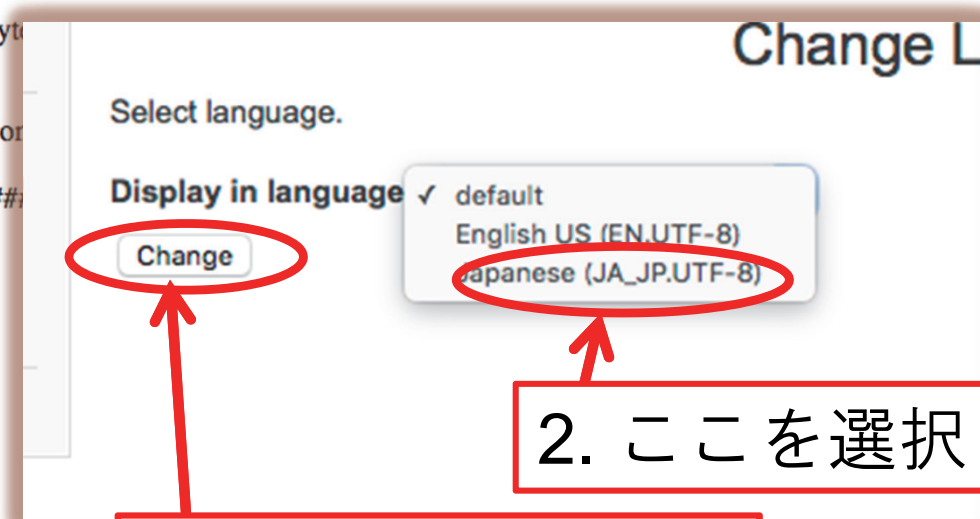 Change L
Select language.
Display in language
✓ default
English US (EN.UTF-8)
Japanese (JA_JP.UTF-8)
Change
2. ここを選択